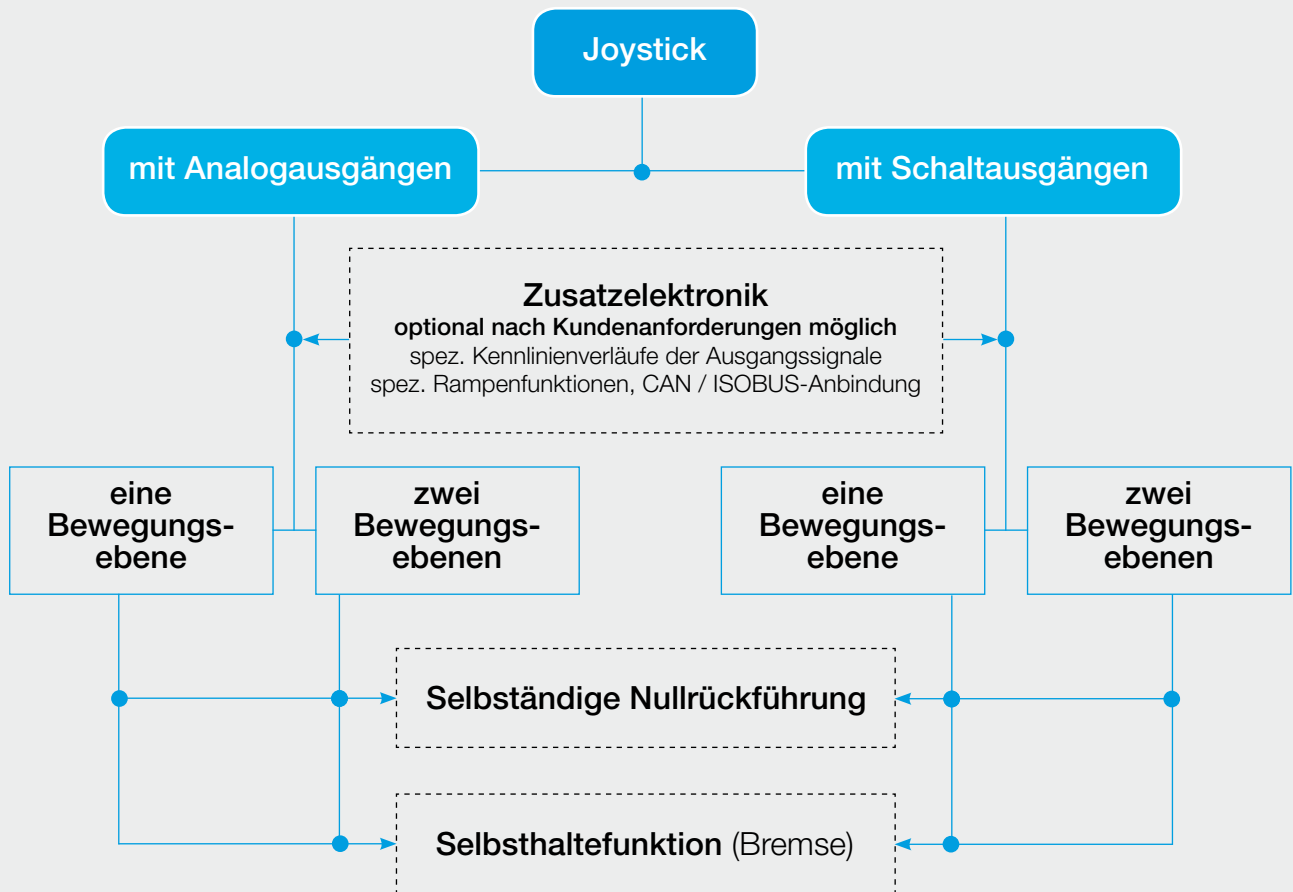 Joystick
mit Analogausgängen
mit Schaltausgängen
Zusatzelektronik
optional nach Kundenanforderungen möglich
spez. Kennlinienverläufe der Ausgangssignale
spez. Rampenfunktionen, CAN / ISOBUS-Anbindung
eine
Bewegungs-
ebene
zwei
Bewegungs-
ebenen
eine
Bewegungs-
ebene
zwei
Bewegungs-
ebenen
Selbständige Nullrückführung
Selbsthaltefunktion (Bremse)